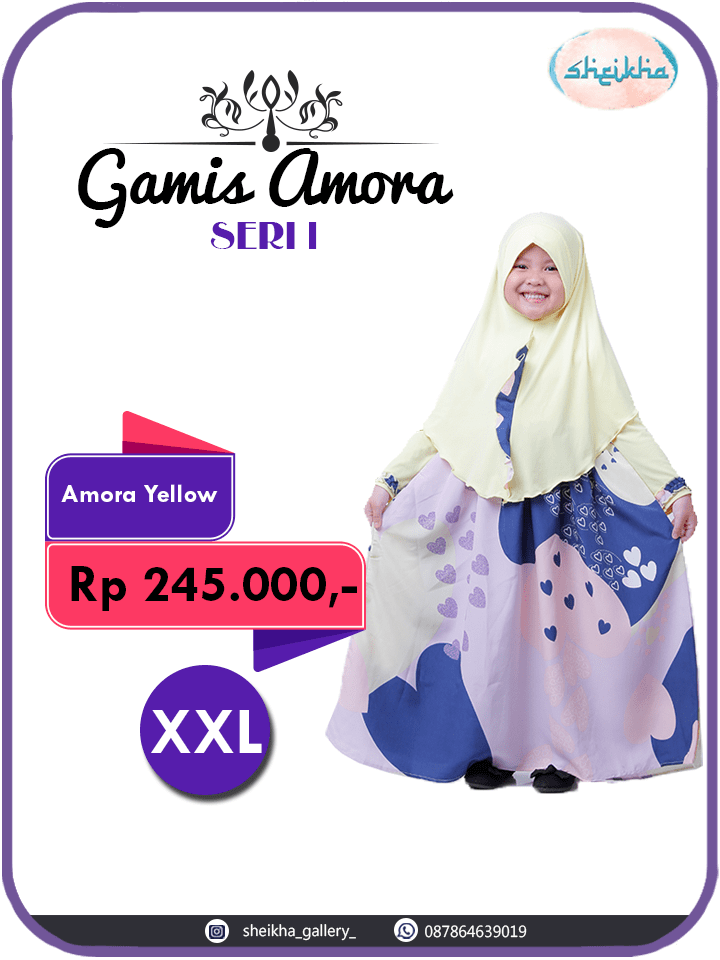 sheikha
Gamis Amora
SERI I
Amora Yellow
Rp 245.000,-
XXL
sheikha_gallery_ 087864639019